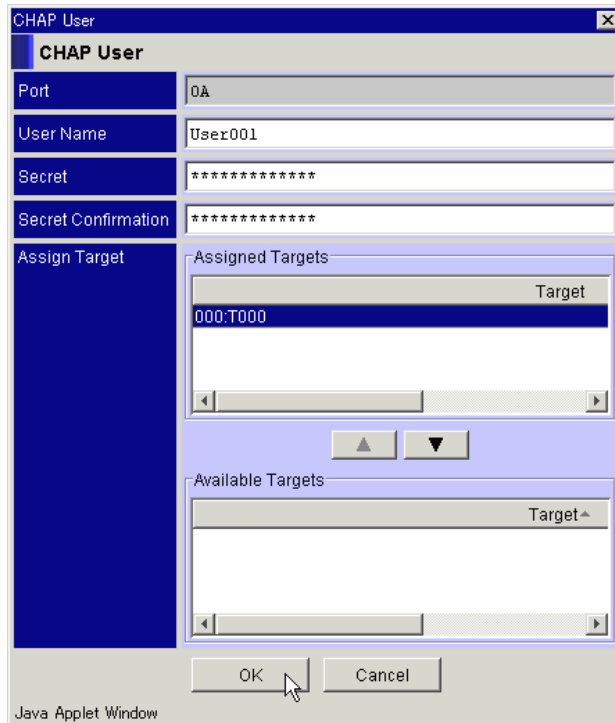 CHAP User
CHAP User
Port
0A
User Name
User001
Secret
*************
Secret Confirmation
*************
Assign Target
Assigned Targets
Target
000:T000
Available Targets
Target
OK
Cancel
Java Applet Window